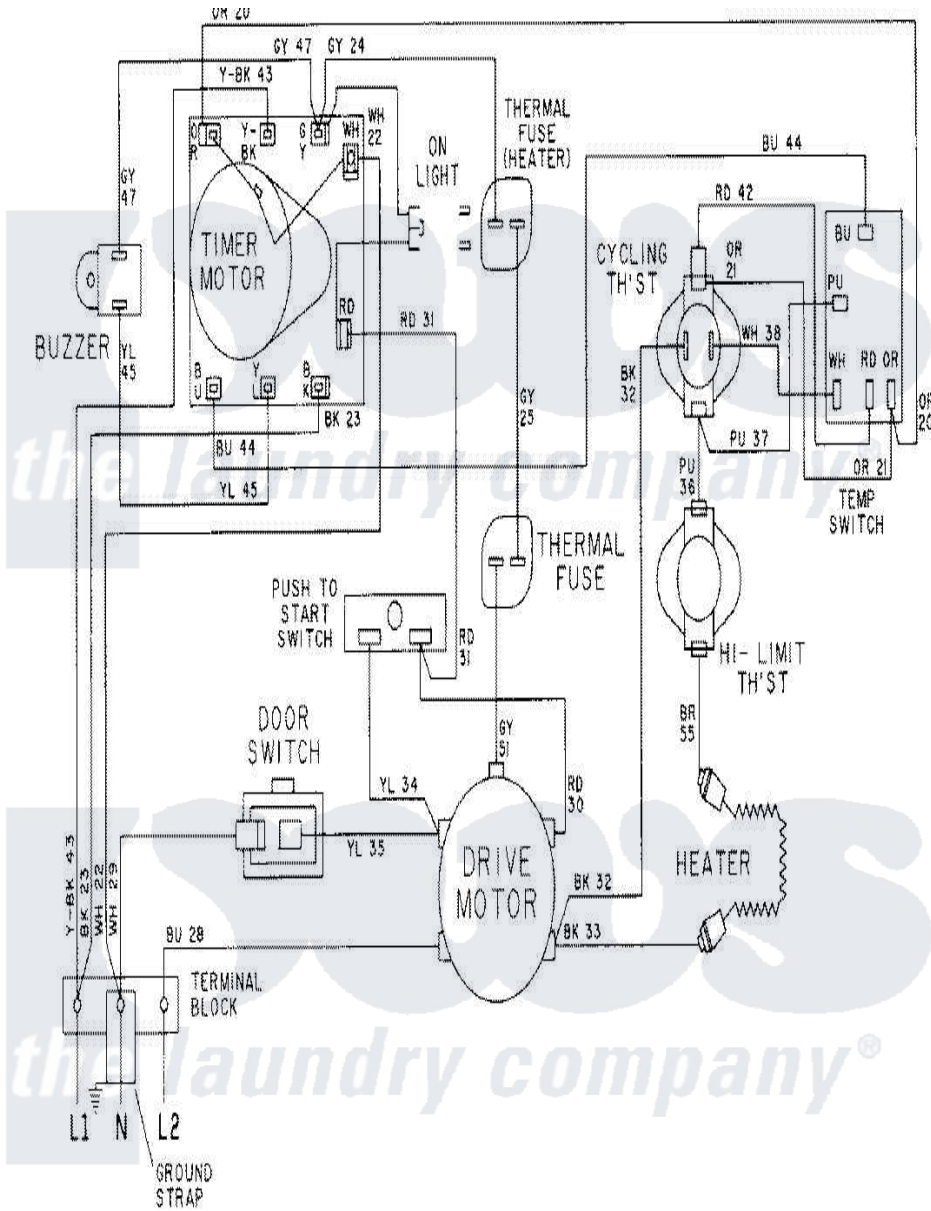 OR 20
GY 47
GY 24
Y-BK 43
WH
22
THERMAL
FUSE
(HEATER)
O
R
Y-
BK
G
Y
WH
ON
LIGHT
BU 44
GY
47
RD 42
TIMER
MOTOR
CYCLING
TH'ST
OR
21
BU
PU
BUZZER
YL
45
RD
RD 31
WH 38
WH
RD
OR
B
U
Y
L
B
K
BK 23
GY
25
BK
32
OR
20
BU 44
PU 37
YL 45
PU
36
OR 21
TEMP
SWITCH
the laundry company
THERMAL
FUSE
PUSH TO
START
SWITCH
RD
31
HI-LIMIT
TH'ST
DOOR
SWITCH
GY
51
BR
55
YL 34
RD
30
YL 35
DRIVE
MOTOR
HEATER
Y-BK 43
BK 23
WH 22
WH 29
BK 32
BK 33
BU 28
TERMINAL
BLOCK
the laundry company®
L1
N
L2
GROUND
STRAP